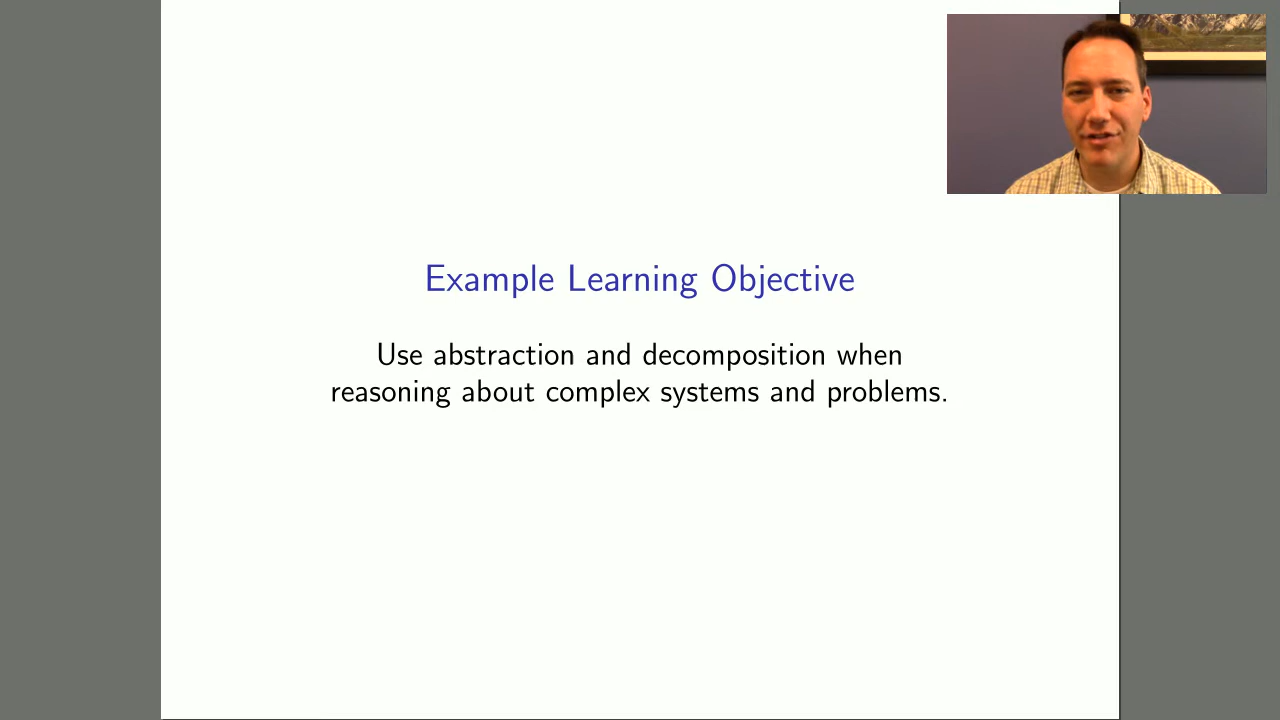 Example Learning Objective
Use abstraction and decomposition when
reasoning about complex systems and problems.